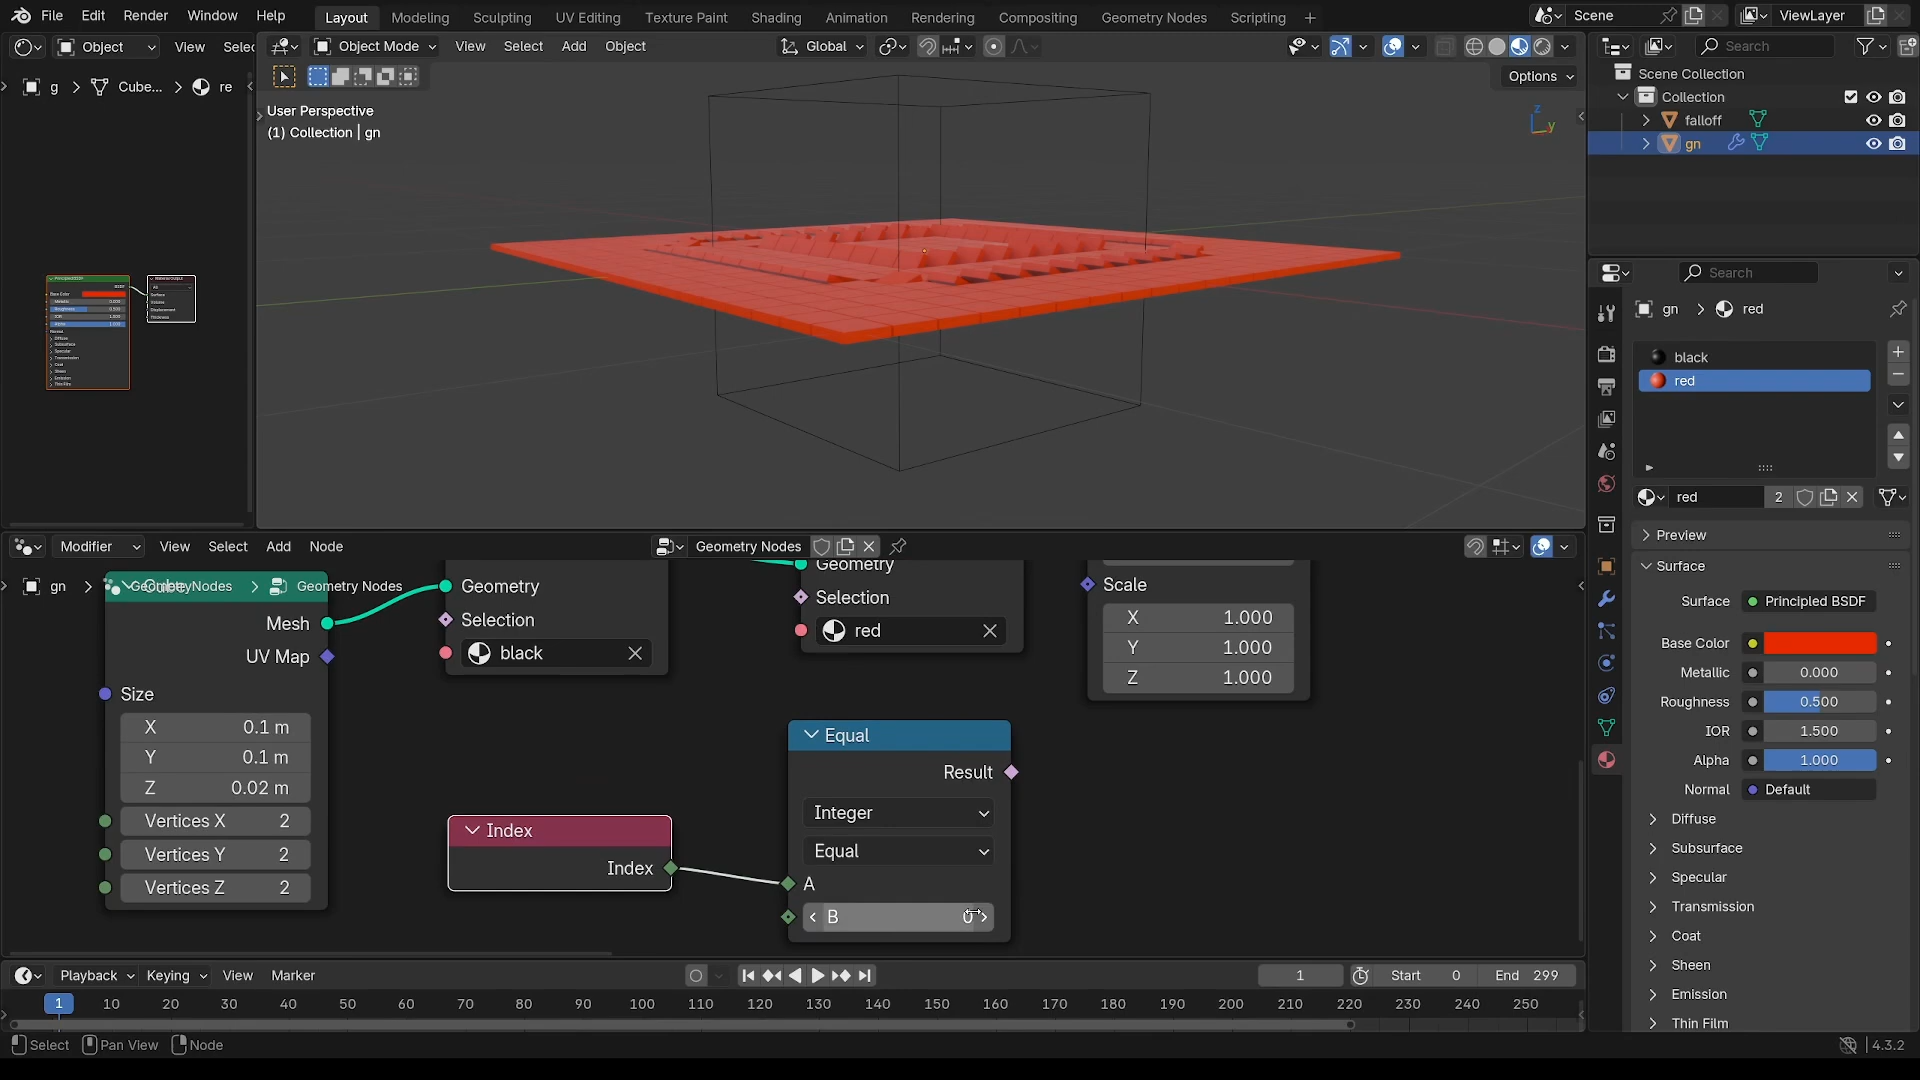 File Edit Render Window Help Layout Modeling Sculpting UV Editing Texture Paint Shading Animation Rendering Compositing Geometry Nodes Scripting + Scene ViewLayer
Object View Selec
Object Mode View Select Add Object Global Search
Options
g > Cube... > re
User Perspective
(1) Collection | gn
z
y
Scene Collection
Collection
falloff
gn
Search
gn > red
black
red
red 2
Preview
Surface
Surface Principled BSDF
Base Color
Metallic 0.000
Roughness 0.500
IOR 1.500
Alpha 1.000
Normal Default
Diffuse
Subsurface
Specular
Transmission
Coat
Sheen
Emission
Thin Film
Modifier View Select Add Node Geometry Nodes
gn > GeometryNodes > Geometry Nodes
Cube
Mesh
UV Map
Size
X 0.1 m
Y 0.1 m
Z 0.02 m
Vertices X 2
Vertices Y 2
Vertices Z 2
Geometry
Selection
black
Geometry
Selection
red
Scale
X 1.000
Y 1.000
Z 1.000
Index
Index
Equal
Result
Integer
Equal
A
B 0
Playback Keying View Marker 1 Start 0 End 299
1 10 20 30 40 50 60 70 80 90 100 110 120 130 140 150 160 170 180 190 200 210 220 230 240 250
Select Pan View Node 4.3.2